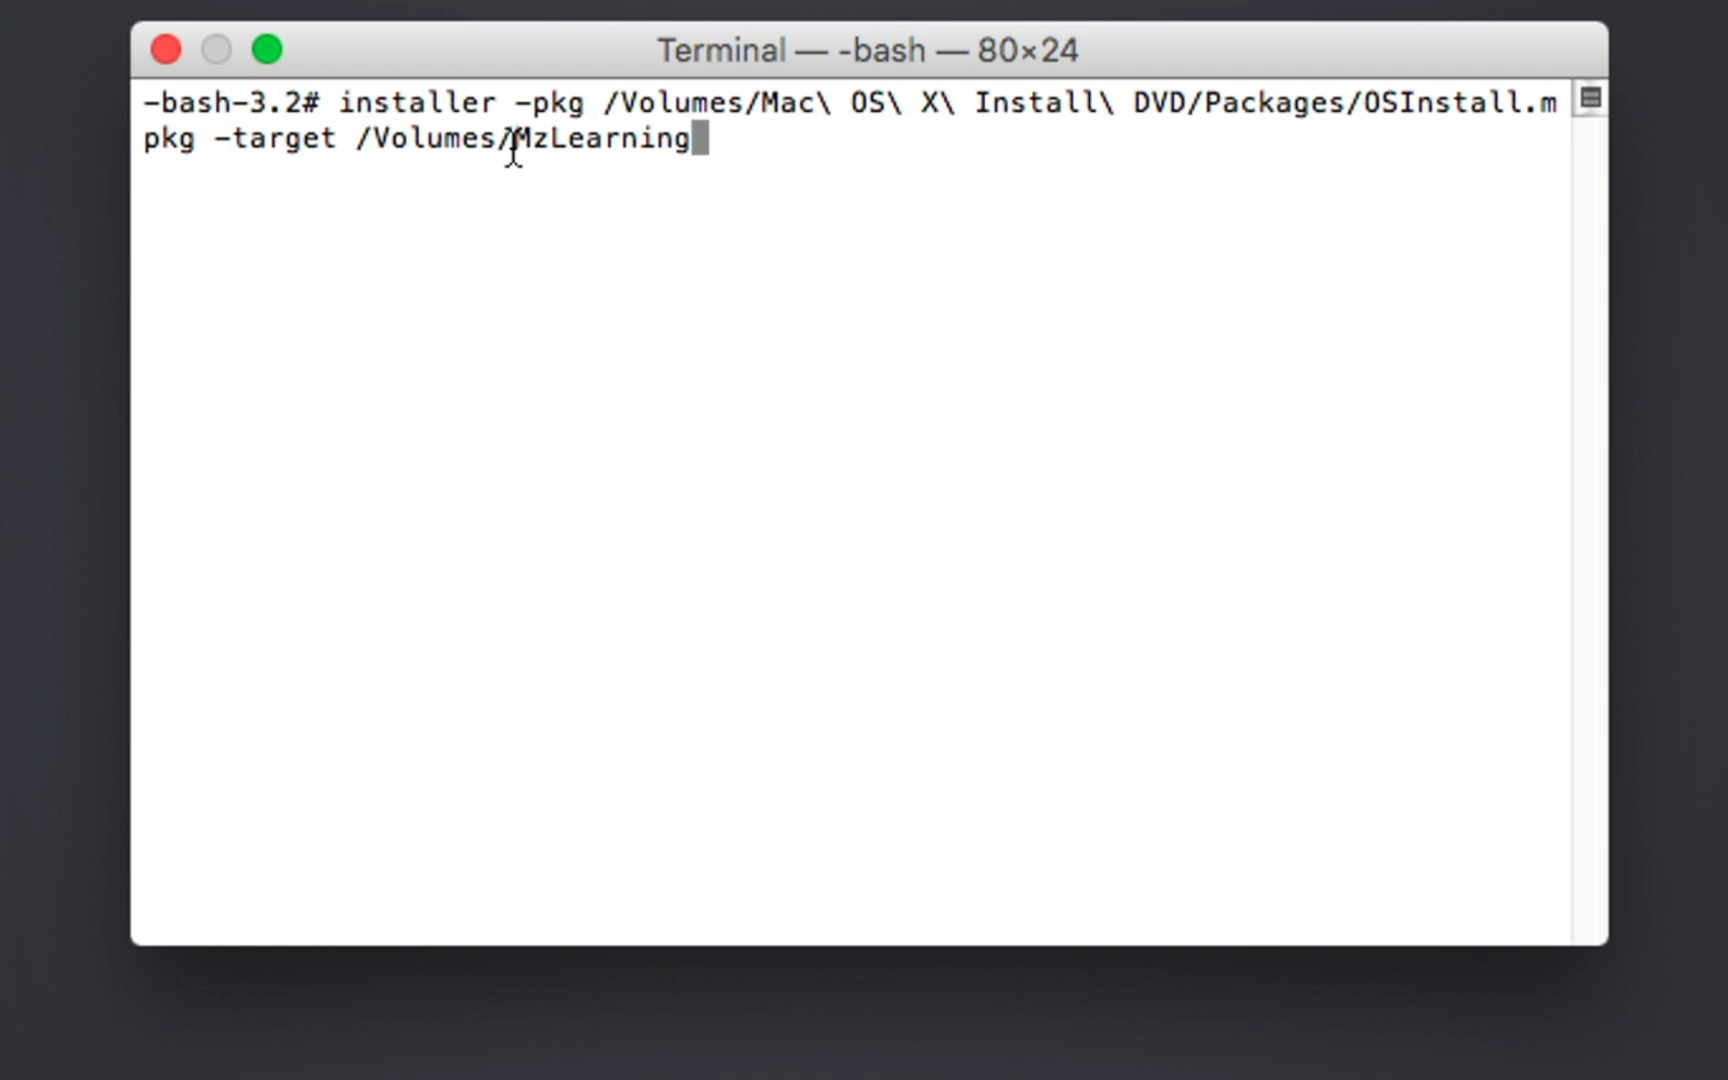 Terminal — -bash — 80×24
-bash-3.2# installer -pkg /Volumes/Mac\ OS\ X\ Install\ DVD/Packages/OSInstall.m
pkg -target /Volumes/MzLearning